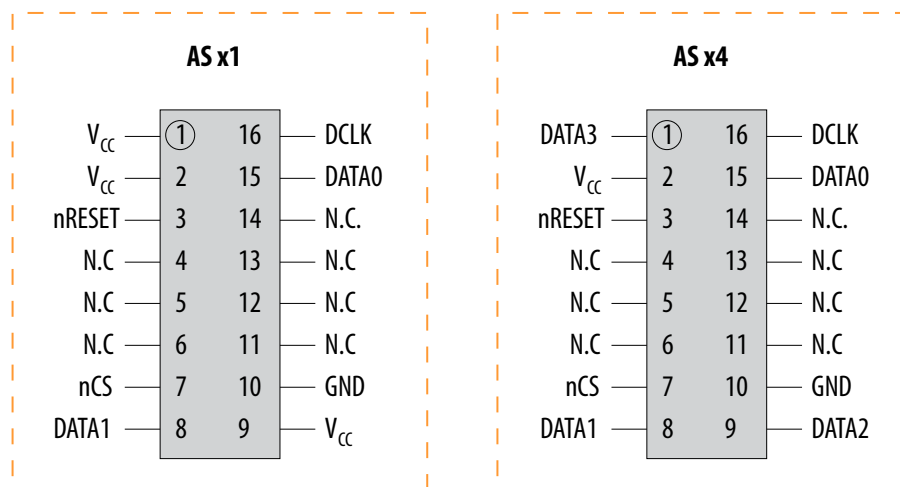 AS x1
VCC 1 16 DCLK
VCC 2 15 DATA0
nRESET 3 14 N.C.
N.C 4 13 N.C
N.C 5 12 N.C
N.C 6 11 N.C
nCS 7 10 GND
DATA1 8 9 VCC
AS x4
DATA3 1 16 DCLK
VCC 2 15 DATA0
nRESET 3 14 N.C.
N.C 4 13 N.C
N.C 5 12 N.C
N.C 6 11 N.C
nCS 7 10 GND
DATA1 8 9 DATA2